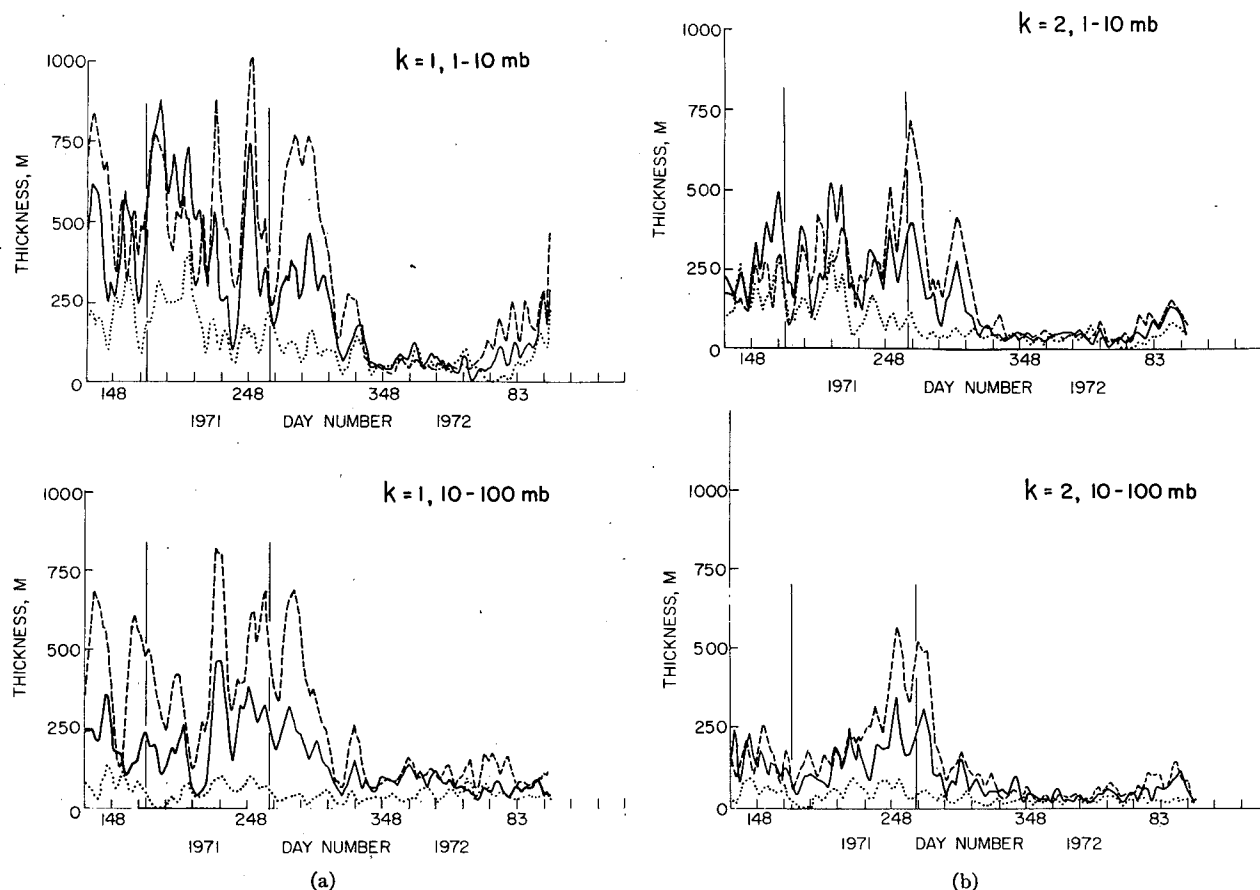 k = 1, 1-10 mb
1000
750
500
250
0
THICKNESS, M
148 248 348 83
1971 DAY NUMBER 1972
k = 1, 10-100 mb
1000
750
500
250
0
THICKNESS, M
148 248 348 83
1971 DAY NUMBER 1972
(a)
k = 2, 1-10 mb
1000
750
500
250
0
THICKNESS, M
148 248 348 83
1971 DAY NUMBER 1972
k = 2, 10-100 mb
1000
750
500
250
0
THICKNESS, M
148 248 348 83
1971 DAY NUMBER 1972
(b)